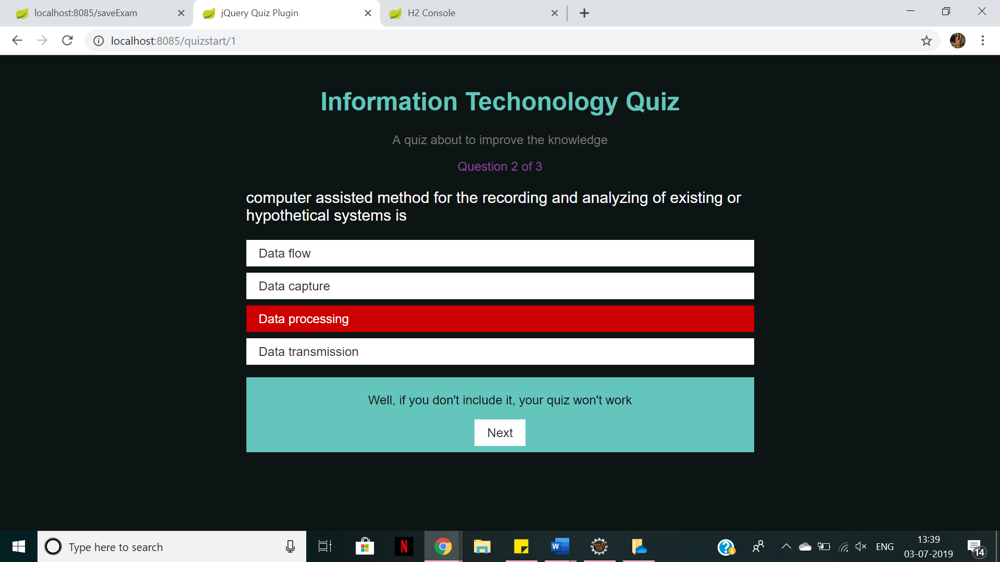 localhost:8085/saveExam
jQuery Quiz Plugin
H2 Console
localhost:8085/quizstart/1
Information Techonology Quiz
A quiz about to improve the knowledge
Question 2 of 3
computer assisted method for the recording and analyzing of existing or
hypothetical systems is
Data flow
Data capture
Data processing
Data transmission
Well, if you don't include it, your quiz won't work
Next
Type here to search
N
W
Java EE
IDE
?
ENG
13:39
03-07-2019
14